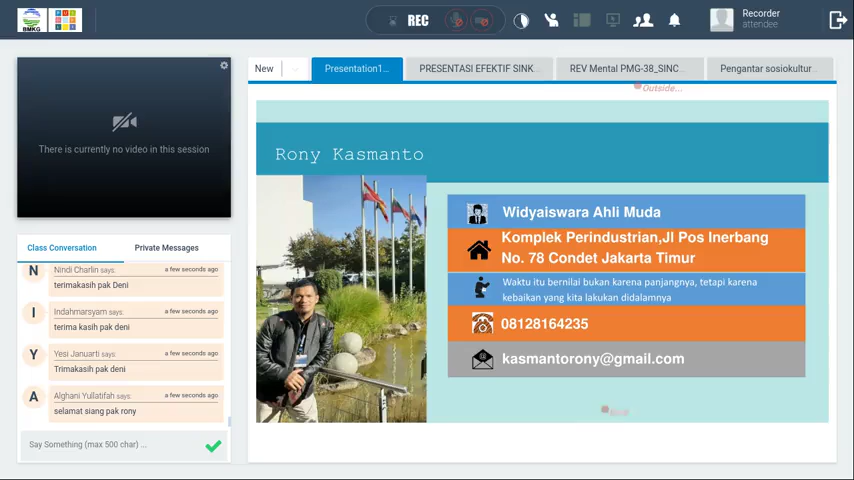 BMKG
REC
Recorder
attendee
There is currently no video in this session
Class Conversation
Private Messages
Nindi Charlin says:
a few seconds ago
N
terimakasih pak Deni
Indahmarsyam says:
a few seconds ago
I
terima kasih pak deni
Yesi Januarti says:
a few seconds ago
Y
Trimakasih pak deni
Alghani Yullatifah says:
a few seconds ago
A
selamat siang pak rony
Say Something (max 500 char) ...
New
Presentation1...
PRESENTASI EFEKTIF SINK...
REV Mental PMG-38_SINC...
Pengantar sosiokultur...
Outside...
Rony Kasmanto
Widyaiswara Ahli Muda
Komplek Perindustrian,Jl Pos Inerbang
No. 78 Condet Jakarta Timur
Waktu itu bernilai bukan karena panjangnya, tetapi karena
kebaikan yang kita lakukan didalamnya
08128164235
kasmantorony@gmail.com